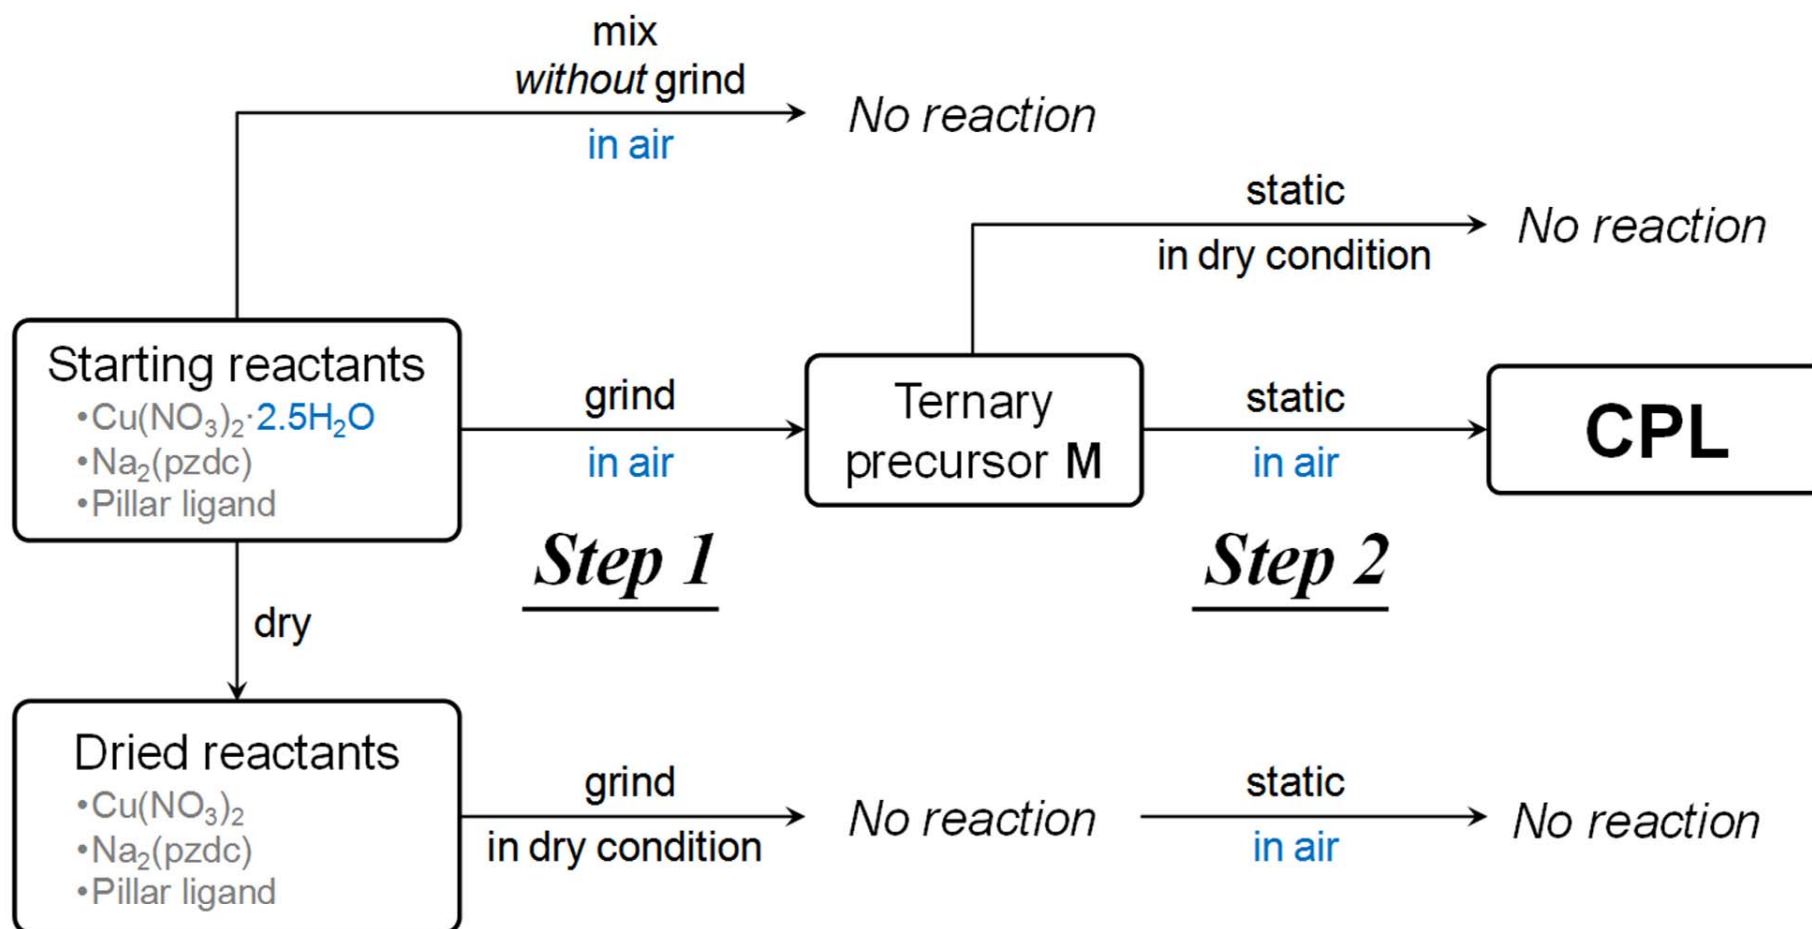 mix
without grind
in air
No reaction
static
in dry condition
No reaction
Starting reactants
•Cu(NO₃)₂·2.5H₂O
•Na₂(pzdc)
•Pillar ligand
grind
in air
Ternary
precursor M
static
in air
CPL
Step 1
Step 2
dry
Dried reactants
•Cu(NO₃)₂
•Na₂(pzdc)
•Pillar ligand
grind
in dry condition
No reaction
static
in air
No reaction